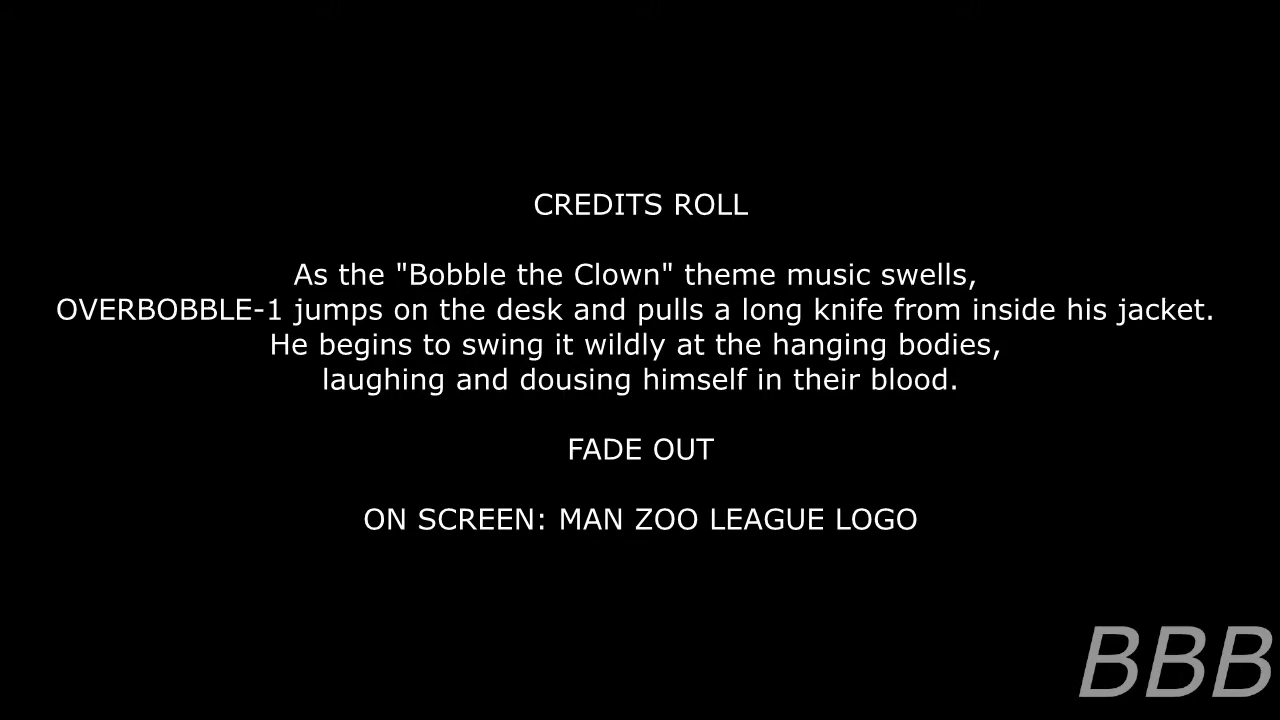 CREDITS ROLL
As the "Bobble the Clown" theme music swells,
OVERBOBBLE-1 jumps on the desk and pulls a long knife from inside his jacket.
He begins to swing it wildly at the hanging bodies,
laughing and dousing himself in their blood.
FADE OUT
ON SCREEN: MAN ZOO LEAGUE LOGO
BBB